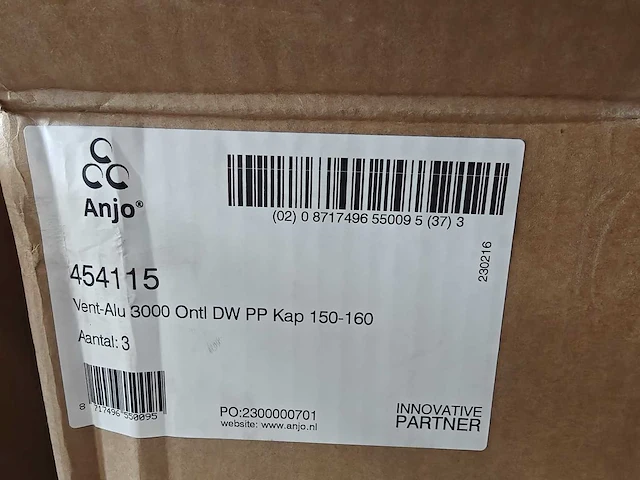 Anjo®
(02) 0 8717496 55009 5 (37) 3
230216
454115
Vent-Alu 3000 Ontl DW PP Kap 150-160
Aantal: 3
8 717496 550095
PO:2300000701
website: www.anjo.nl
INNOVATIVE
PARTNER